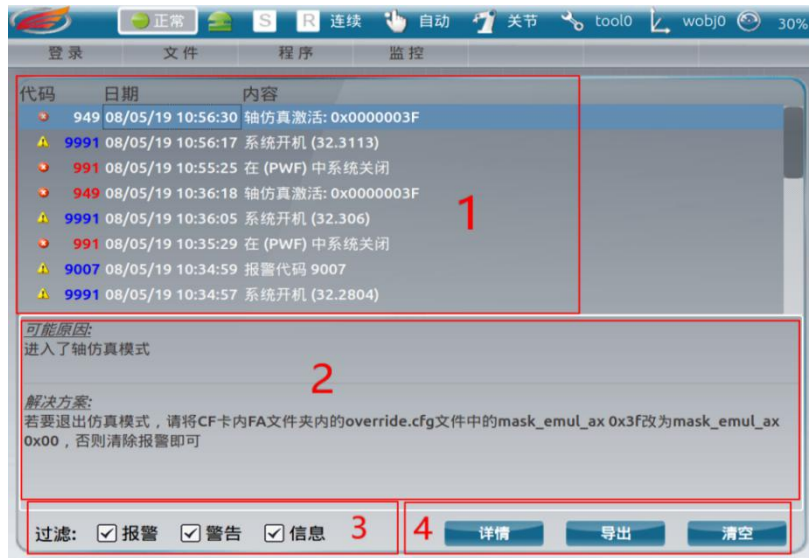 正常 S R 连续 自动 关节 tool0 wobj0 30%
登录 文件 程序 监控
代码 日期 内容
949 08/05/19 10:56:30 轴仿真激活: 0x0000003F
9991 08/05/19 10:56:17 系统开机 (32.3113)
991 08/05/19 10:55:25 在 (PWF) 中系统关闭
949 08/05/19 10:36:18 轴仿真激活: 0x0000003F
9991 08/05/19 10:36:05 系统开机 (32.306)
991 08/05/19 10:35:29 在 (PWF) 中系统关闭
9007 08/05/19 10:34:59 报警代码 9007
9991 08/05/19 10:34:57 系统开机 (32.2804)
1
可能原因:
进入了轴仿真模式
2
解决方案:
若要退出仿真模式，请将CF卡内FA文件夹内的override.cfg文件中的mask_emul_ax 0x3f改为mask_emul_ax
0x00，否则清除报警即可
过滤: 报警 警告 信息 3 4 详情 导出 清空